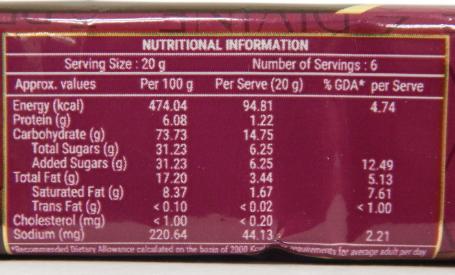 NUTRITIONAL INFORMATION
Serving Size : 20 g Number of Servings : 6
Approx. values Per 100 g Per Serve (20 g) % GDA* per Serve
Energy (kcal) 474.04 94.81 4.74
Protein (g) 6.08 1.22
Carbohydrate (g) 73.73 14.75
Total Sugars (g) 31.23 6.25
Added Sugars (g) 31.23 6.25 12.49
Total Fat (g) 17.20 3.44 5.13
Saturated Fat (g) 8.37 1.67 7.61
Trans Fat (g) < 0.10 < 0.02 < 1.00
Cholesterol (mg) < 1.00 < 0.20
Sodium (mg) 220.64 44.13 2.21
*Recommended Dietary Allowance calculated on the basis of 2000 for average adult per day